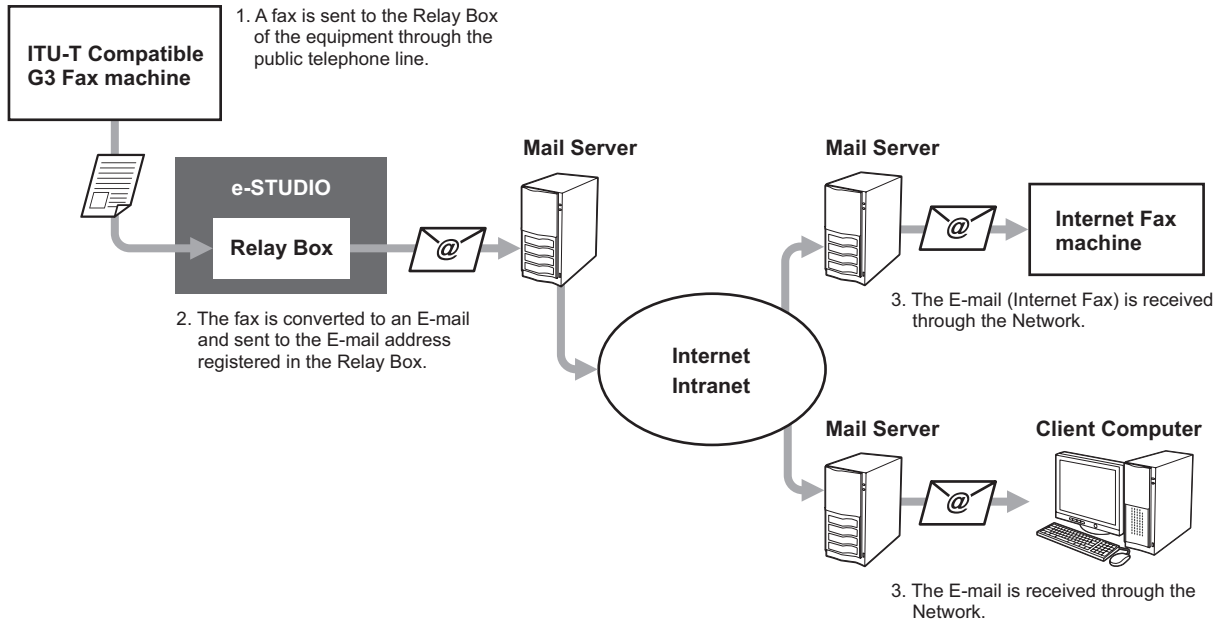 ITU-T Compatible
G3 Fax machine
1. A fax is sent to the Relay Box
of the equipment through the
public telephone line.
e-STUDIO
Relay Box
@
Mail Server
2. The fax is converted to an E-mail
and sent to the E-mail address
registered in the Relay Box.
Internet
Intranet
Mail Server
@
Internet Fax
machine
3. The E-mail (Internet Fax) is received
through the Network.
Mail Server
@
Client Computer
3. The E-mail is received through the
Network.